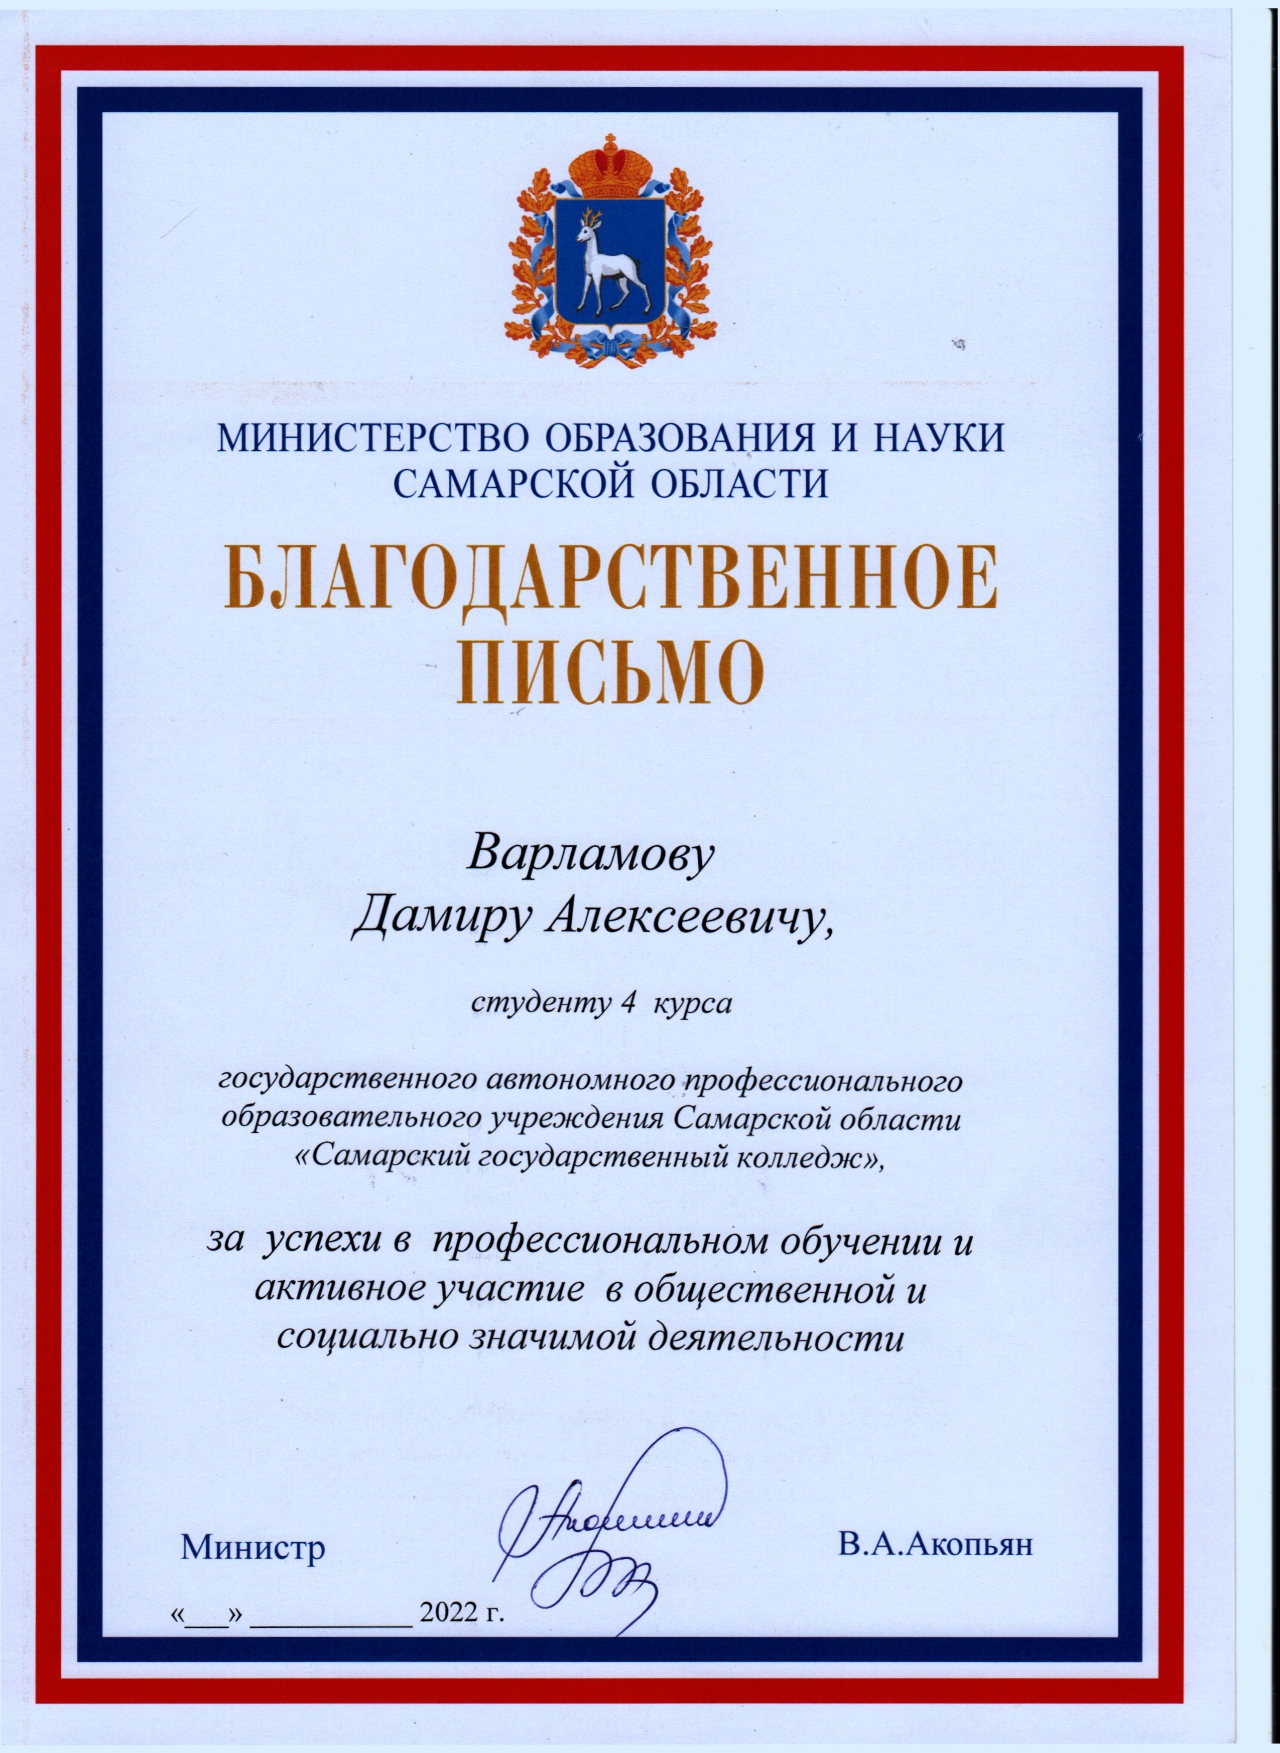 МИНИСТЕРСТВО ОБРАЗОВАНИЯ И НАУКИ
САМАРСКОЙ ОБЛАСТИ
БЛАГОДАРСТВЕННОЕ
ПИСЬМО
Варламову
Дамиру Алексеевичу,
студенту 4 курса
государственного автономного профессионального
образовательного учреждения Самарской области
«Самарский государственный колледж»,
за успехи в профессиональном обучении и
активное участие в общественной и
социально значимой деятельности
Министр
В.А.Акопьян
«___» ___________ 2022 г.